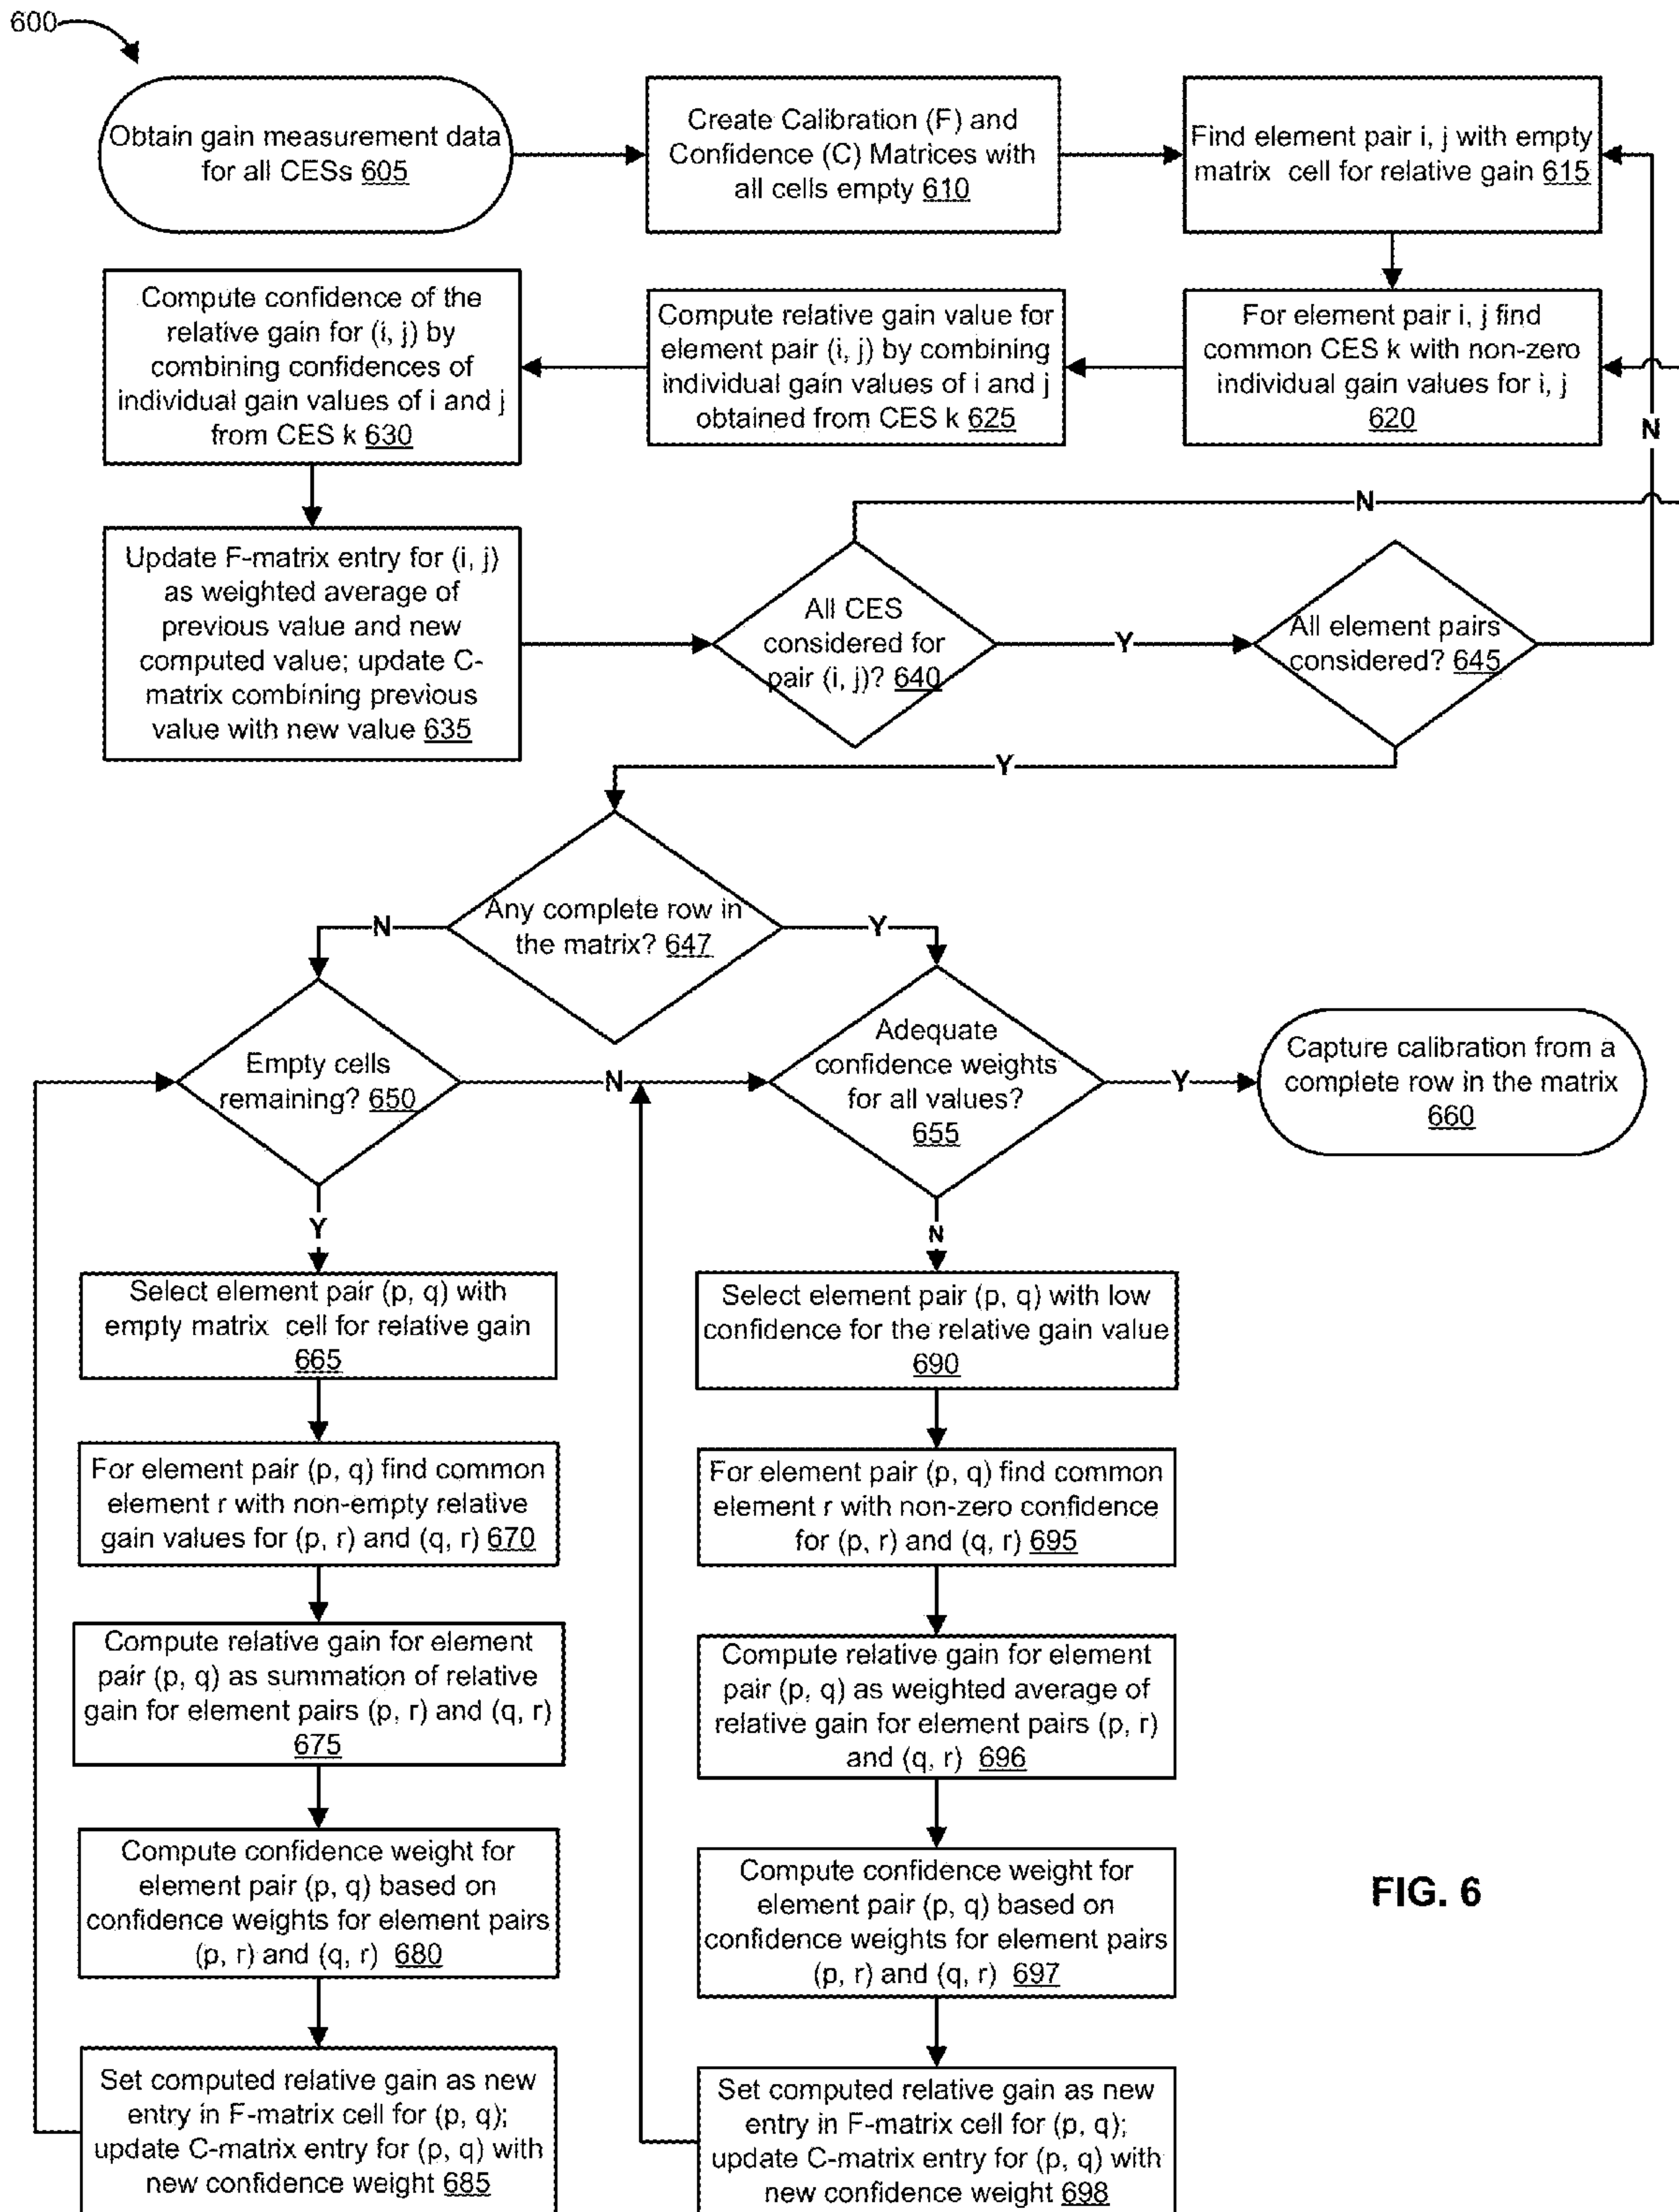 600
Obtain gain measurement data
for all CESs 605
Create Calibration (F) and
Confidence (C) Matrices with
all cells empty 610
Find element pair i, j with empty
matrix cell for relative gain 615
Compute confidence of the
relative gain for (i, j) by
combining confidences of
individual gain values of i and j
from CES k 630
Compute relative gain value for
element pair (i, j) by combining
individual gain values of i and j
obtained from CES k 625
For element pair i, j find
common CES k with non-zero
individual gain values for i, j
620
N
N
Update F-matrix entry for (i, j)
as weighted average of
previous value and new
computed value; update C-
matrix combining previous
value with new value 635
All CES
considered for
pair (i, j)? 640
Y
All element pairs
considered? 645
Y
Any complete row in
the matrix? 647
N
Y
Empty cells
remaining? 650
N
Adequate
confidence weights
for all values?
655
Y
Capture calibration from a
complete row in the matrix
660
Y
N
Select element pair (p, q) with
empty matrix cell for relative gain
665
Select element pair (p, q) with low
confidence for the relative gain value
690
For element pair (p, q) find common
element r with non-empty relative
gain values for (p, r) and (q, r) 670
For element pair (p, q) find common
element r with non-zero confidence
for (p, r) and (q, r) 695
Compute relative gain for element
pair (p, q) as summation of relative
gain for element pairs (p, r) and (q, r)
675
Compute relative gain for element
pair (p, q) as weighted average of
relative gain for element pairs (p, r)
and (q, r) 696
Compute confidence weight for
element pair (p, q) based on
confidence weights for element pairs
(p, r) and (q, r) 680
Compute confidence weight for
element pair (p, q) based on
confidence weights for element pairs
(p, r) and (q, r) 697
FIG. 6
Set computed relative gain as new
entry in F-matrix cell for (p, q);
update C-matrix entry for (p, q) with
new confidence weight 685
Set computed relative gain as new
entry in F-matrix cell for (p, q);
update C-matrix entry for (p, q) with
new confidence weight 698